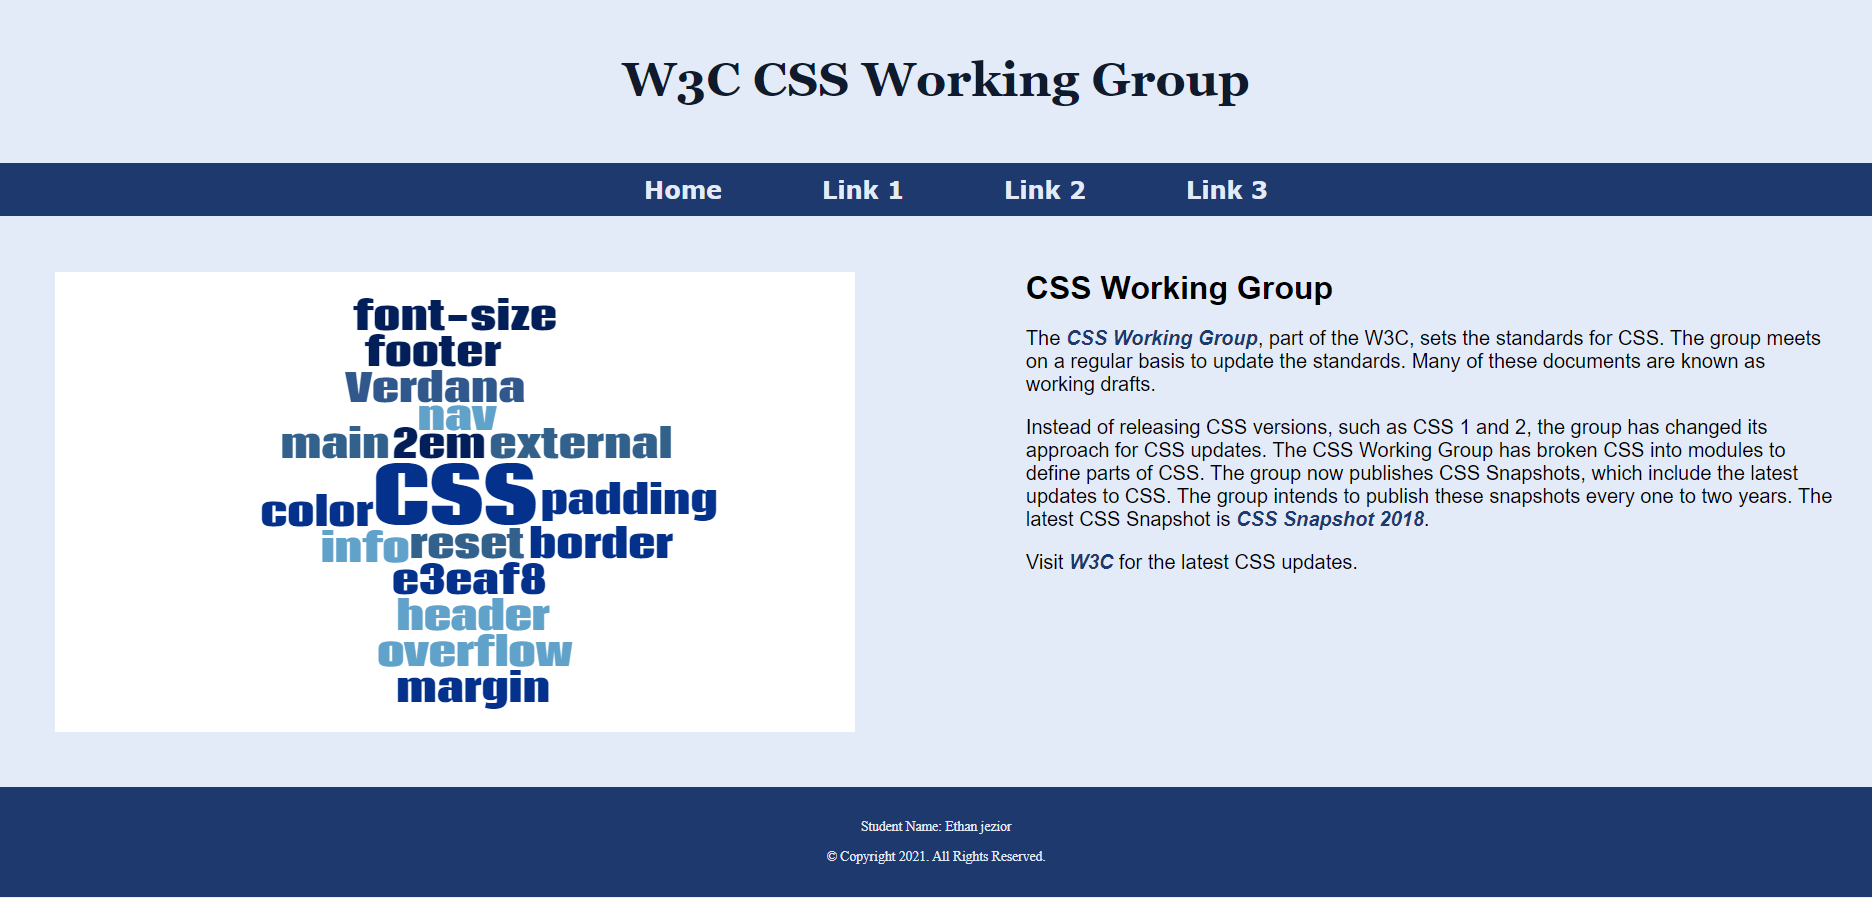 W3C CSS Working Group
Home Link 1 Link 2 Link 3
font-size
footer
Verdana
nav
main 2em external
color CSS padding
info reset border
e3eaf8
header
overflow
margin
CSS Working Group
The CSS Working Group, part of the W3C, sets the standards for CSS. The group meets
on a regular basis to update the standards. Many of these documents are known as
working drafts.
Instead of releasing CSS versions, such as CSS 1 and 2, the group has changed its
approach for CSS updates. The CSS Working Group has broken CSS into modules to
define parts of CSS. The group now publishes CSS Snapshots, which include the latest
updates to CSS. The group intends to publish these snapshots every one to two years. The
latest CSS Snapshot is CSS Snapshot 2018.
Visit W3C for the latest CSS updates.
Student Name: Ethan jezior
© Copyright 2021. All Rights Reserved.